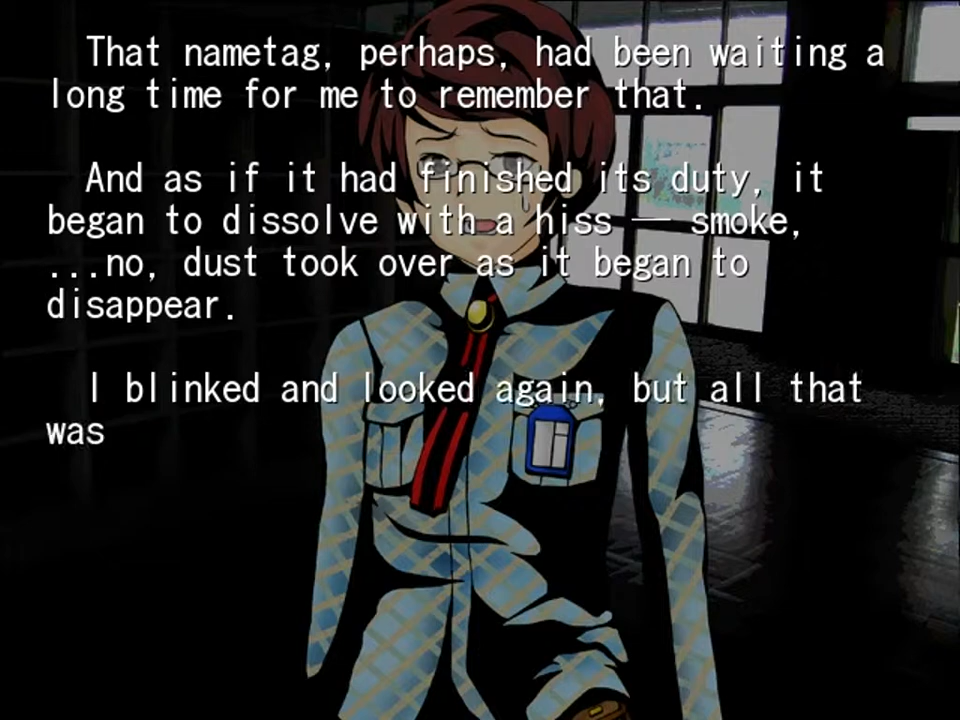 That nametag, perhaps, had been waiting a
long time for me to remember that.
And as if it had finished its duty, it
began to dissolve with a hiss ─ smoke,
...no, dust took over as it began to
disappear.
I blinked and looked again, but all that
was